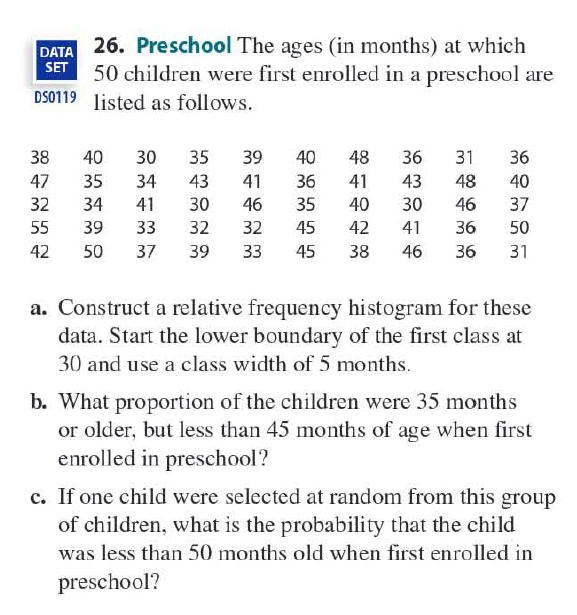 DATA
SET
DS0119
26. Preschool The ages (in months) at which
50 children were first enrolled in a preschool are
listed as follows.
38 40 30 35 39 40 48 36 31 36
47 35 34 43 41 36 41 43 48 40
32 34 41 30 46 35 40 30 46 37
55 39 33 32 32 45 42 41 36 50
42 50 37 39 33 45 38 46 36 31
a. Construct a relative frequency histogram for these
data. Start the lower boundary of the first class at
30 and use a class width of 5 months.
b. What proportion of the children were 35 months
or older, but less than 45 months of age when first
enrolled in preschool?
c. If one child were selected at random from this group
of children, what is the probability that the child
was less than 50 months old when first enrolled in
preschool?